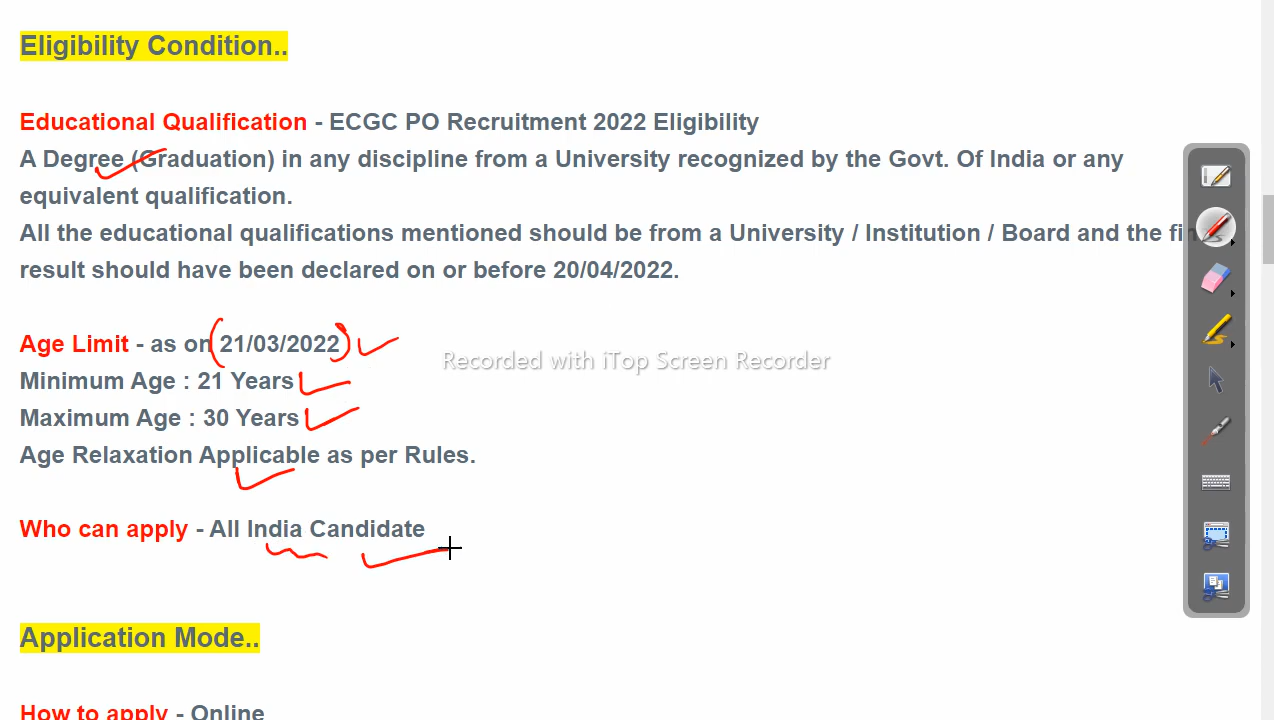 Eligibility Condition..
Educational Qualification - ECGC PO Recruitment 2022 Eligibility
A Degree (Graduation) in any discipline from a University recognized by the Govt. Of India or any
equivalent qualification.
All the educational qualifications mentioned should be from a University / Institution / Board and the
result should have been declared on or before 20/04/2022.
Age Limit - as on 21/03/2022
Recorded with iTop Screen Recorder
Minimum Age : 21 Years
Maximum Age : 30 Years
Age Relaxation Applicable as per Rules.
Who can apply - All India Candidate
Application Mode..
How to apply - Online